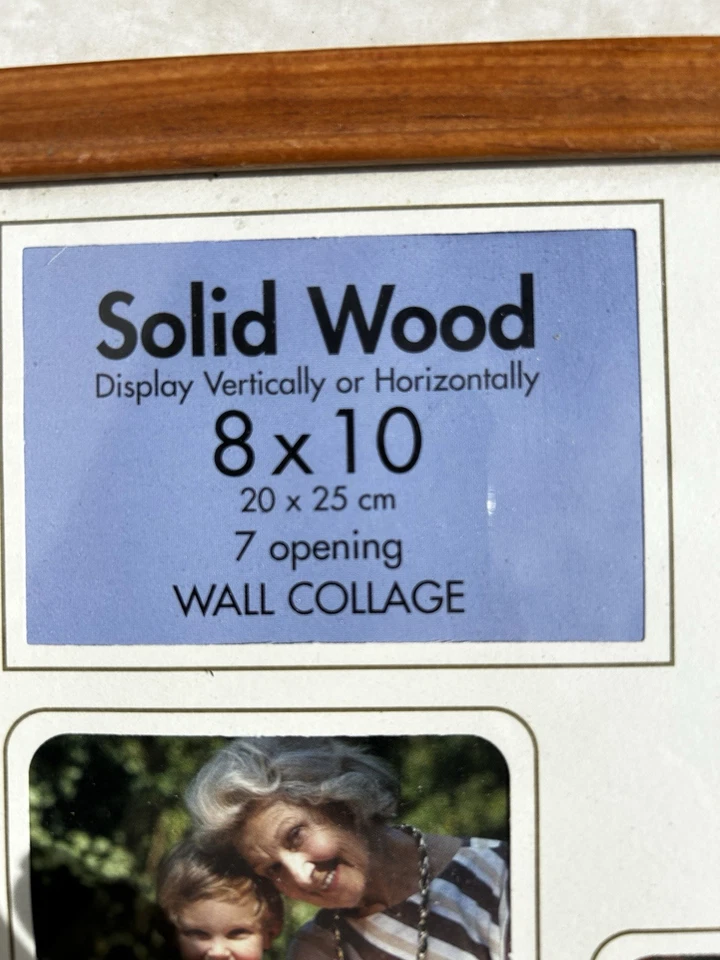 Solid Wood
Display Vertically or Horizontally
8 x 10
20 x 25 cm
7 opening
WALL COLLAGE